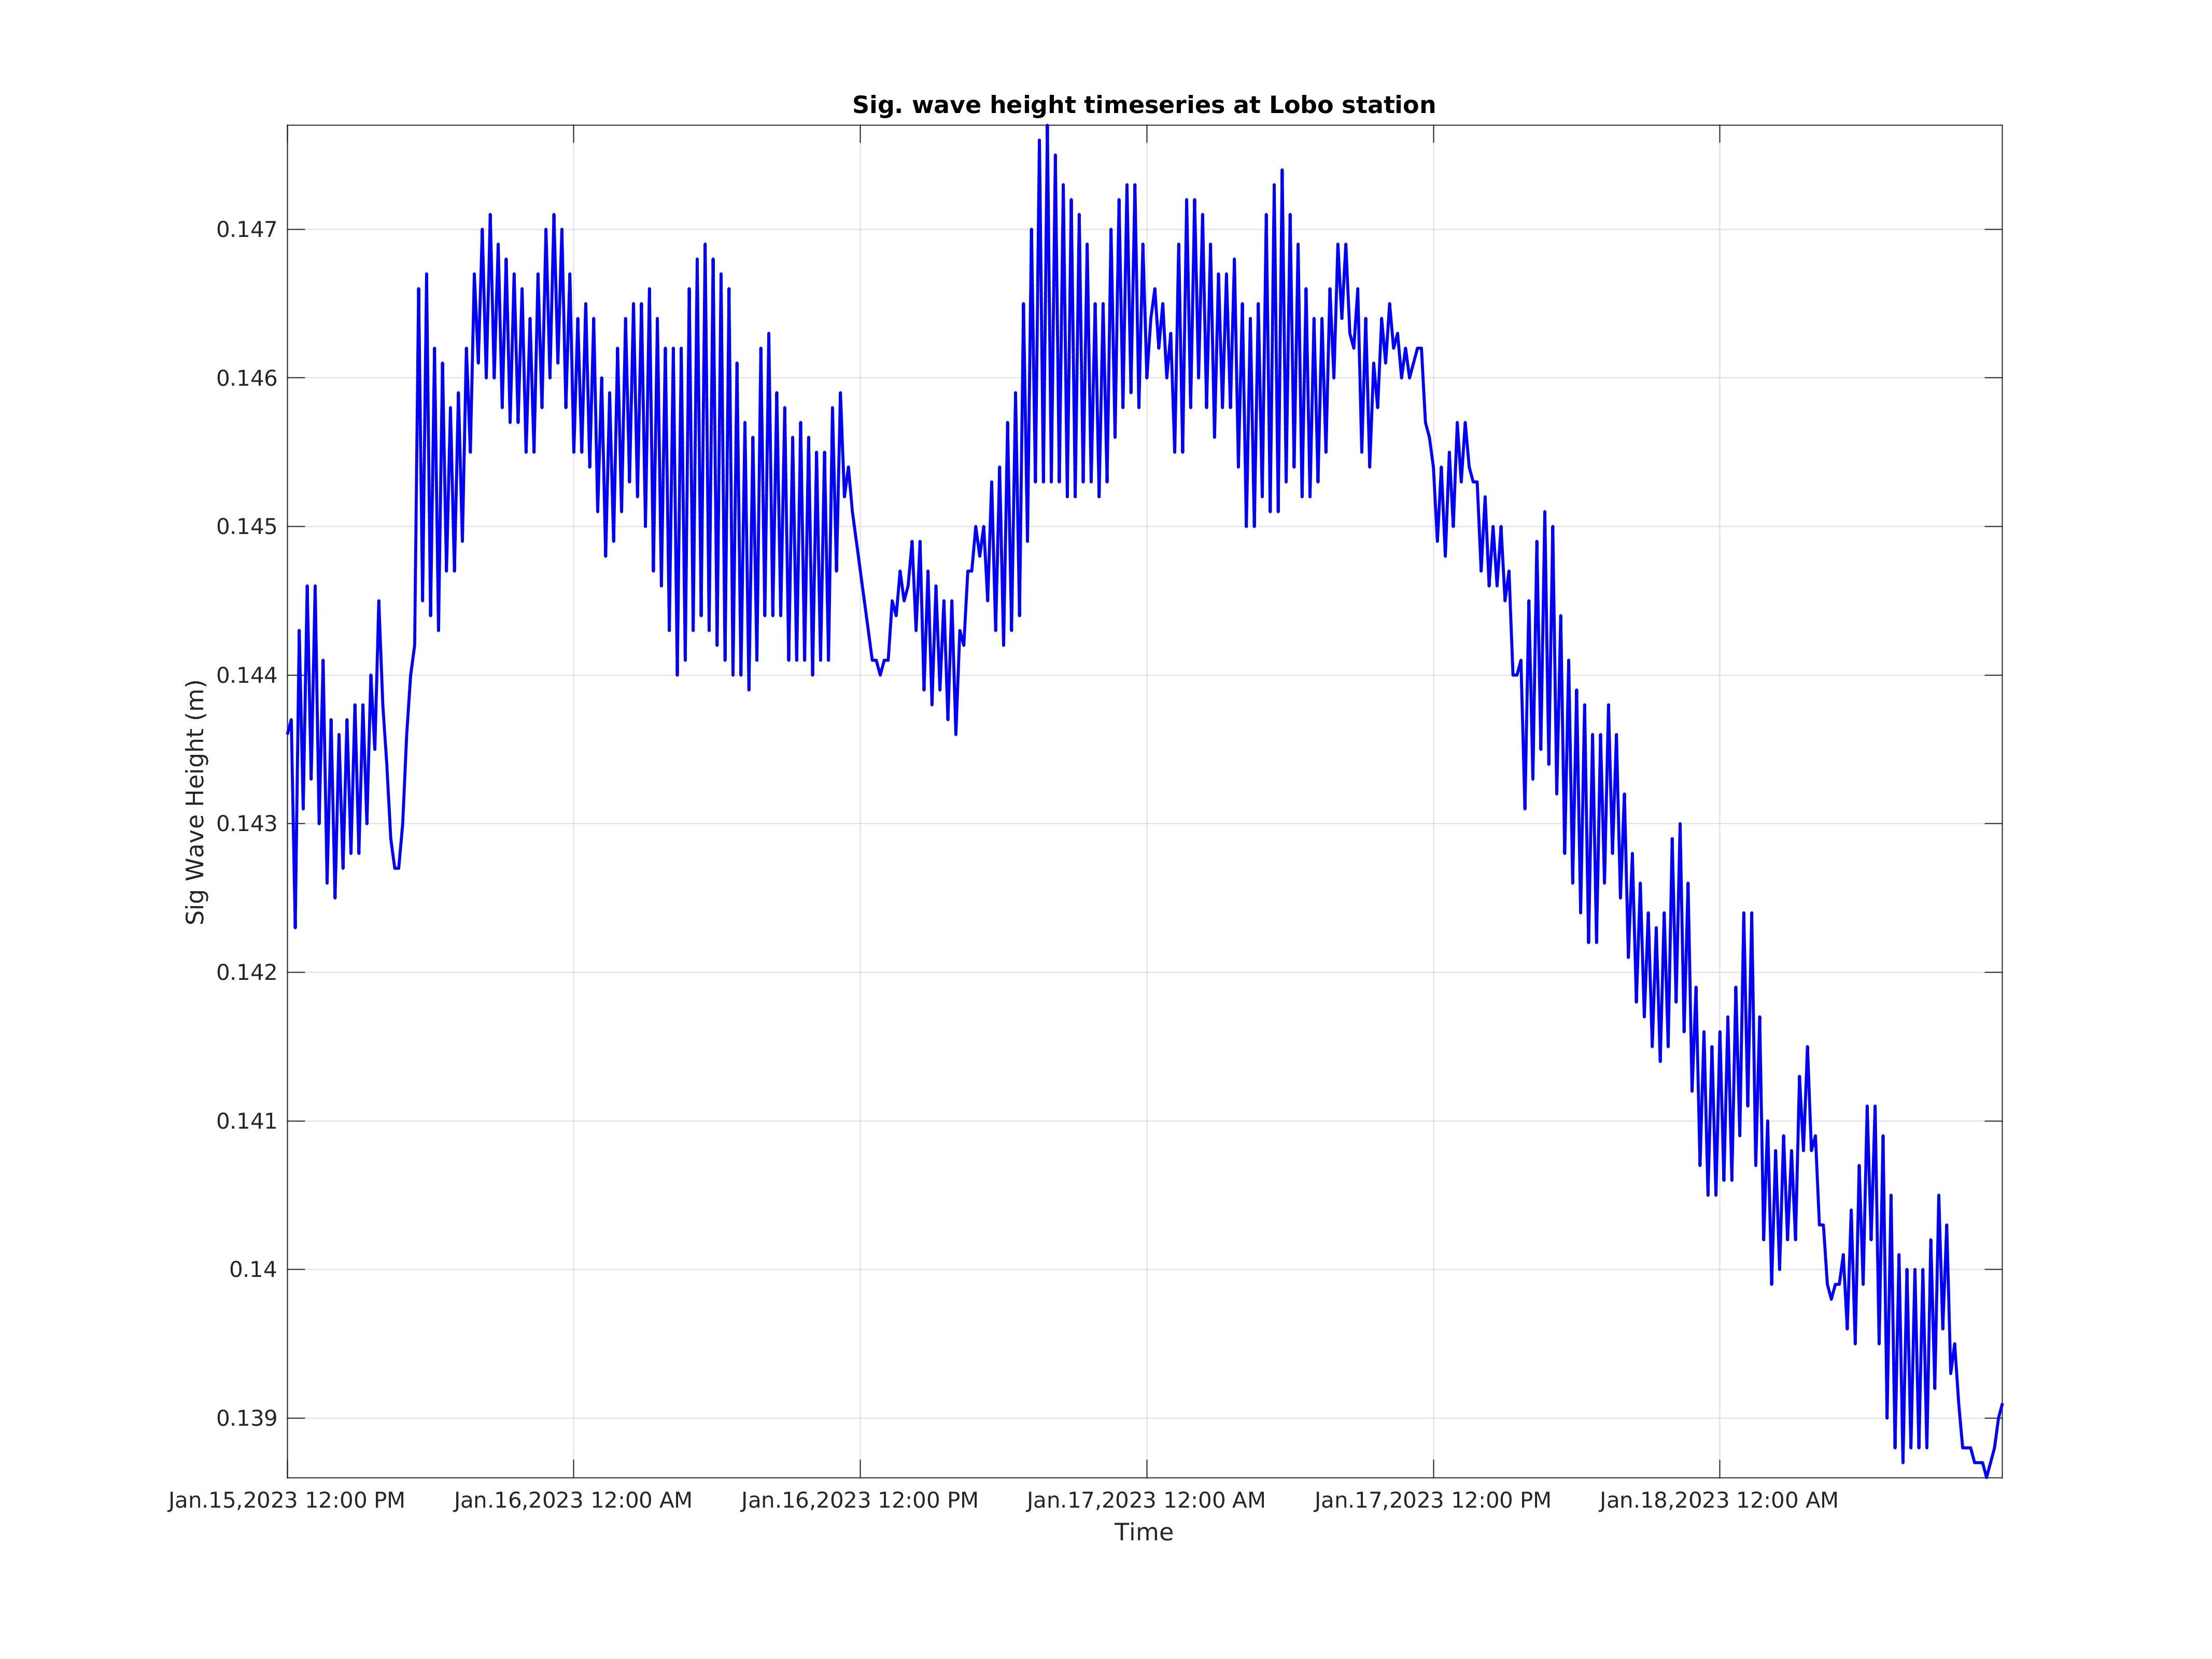 Sig. wave height timeseries at Lobo station
0.147
0.146
0.145
0.144
0.143
0.142
0.141
0.14
0.139
Sig Wave Height (m)
Jan.15,2023 12:00 PM Jan.16,2023 12:00 AM Jan.16,2023 12:00 PM Jan.17,2023 12:00 AM Jan.17,2023 12:00 PM Jan.18,2023 12:00 AM
Time